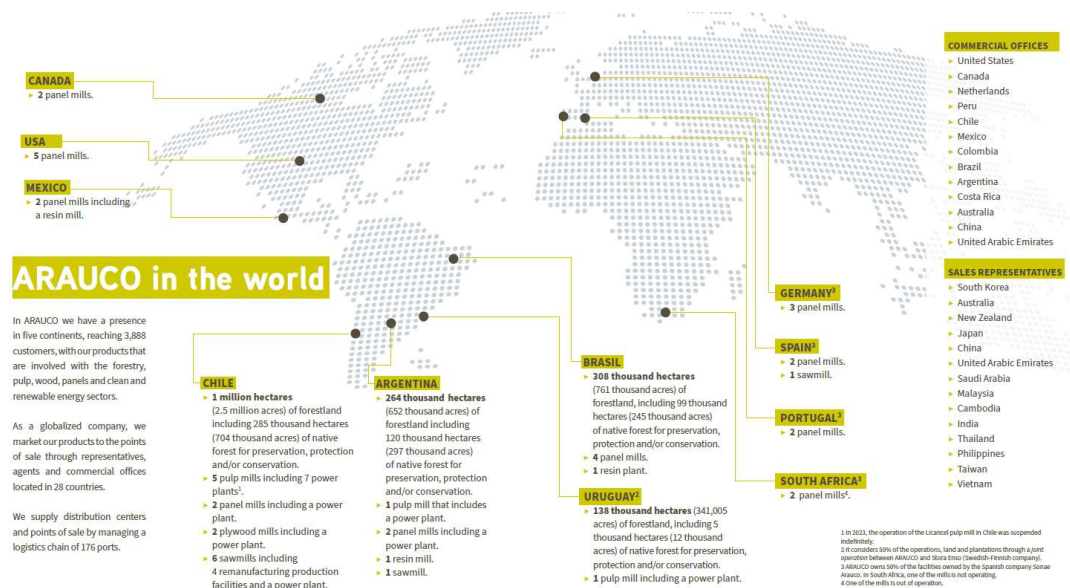 CANADA
► 2 panel mills.
USA
► 5 panel mills.
MEXICO
► 2 panel mills including
a resin mill.
ARAUCO in the world
In ARAUCO we have a presence
in five continents, reaching 3,888
customers, with our products that
are involved with the forestry,
pulp, wood, panels and clean and
renewable energy sectors.
As a globalized company, we
market our products to the points
of sale through representatives,
agents and commercial offices
located in 28 countries.
We supply distribution centers
and points of sale by managing a
logistics chain of 176 ports.
CHILE
► 1 million hectares
(2.5 million acres) of forestland
including 285 thousand hectares
(704 thousand acres) of native
forest for preservation, protection
and/or conservation.
► 5 pulp mills including 7 power
plants¹.
► 2 panel mills including a power
plant.
► 2 plywood mills including a
power plant.
► 6 sawmills including
4 remanufacturing production
facilities and a power plant.
ARGENTINA
► 264 thousand hectares
(652 thousand acres) of
forestland including
120 thousand hectares
(297 thousand acres)
of native forest for
preservation, protection
and/or conservation.
► 1 pulp mill that includes
a power plant.
► 2 panel mills including a
power plant.
► 1 resin mill.
► 1 sawmill.
BRASIL
► 308 thousand hectares
(761 thousand acres) of
forestland, including 99 thousand
hectares (245 thousand acres)
of native forest for preservation,
protection and/or conservation.
► 4 panel mills.
► 1 resin plant.
URUGUAY²
► 138 thousand hectares (341,005
acres) of forestland, including 5
thousand hectares (12 thousand
acres) of native forest for preservation,
protection and/or conservation.
► 1 pulp mill including a power plant.
GERMANY³
► 3 panel mills.
SPAIN³
► 2 panel mills.
► 1 sawmill.
PORTUGAL³
► 2 panel mills.
SOUTH AFRICA³
► 2 panel mills⁴.
COMMERCIAL OFFICES
► United States
► Canada
► Netherlands
► Peru
► Chile
► Mexico
► Colombia
► Brazil
► Argentina
► Costa Rica
► Australia
► China
► United Arabic Emirates
SALES REPRESENTATIVES
► South Korea
► Australia
► New Zealand
► Japan
► China
► United Arabic Emirates
► Saudi Arabia
► Malaysia
► Cambodia
► India
► Thailand
► Philippines
► Taiwan
► Vietnam
1 In 2023, the operation of the Licancel pulp mill in Chile was suspended
indefinitely.
2 It considers 50% of the operations, land and plantations through a joint
operation between ARAUCO and Stora Enso (Swedish-Finnish company).
3 ARAUCO owns 50% of the facilities owned by the Spanish company Sonae
Arauco. In South Africa, one of the mills is not operating.
4 One of the mills is out of operation.